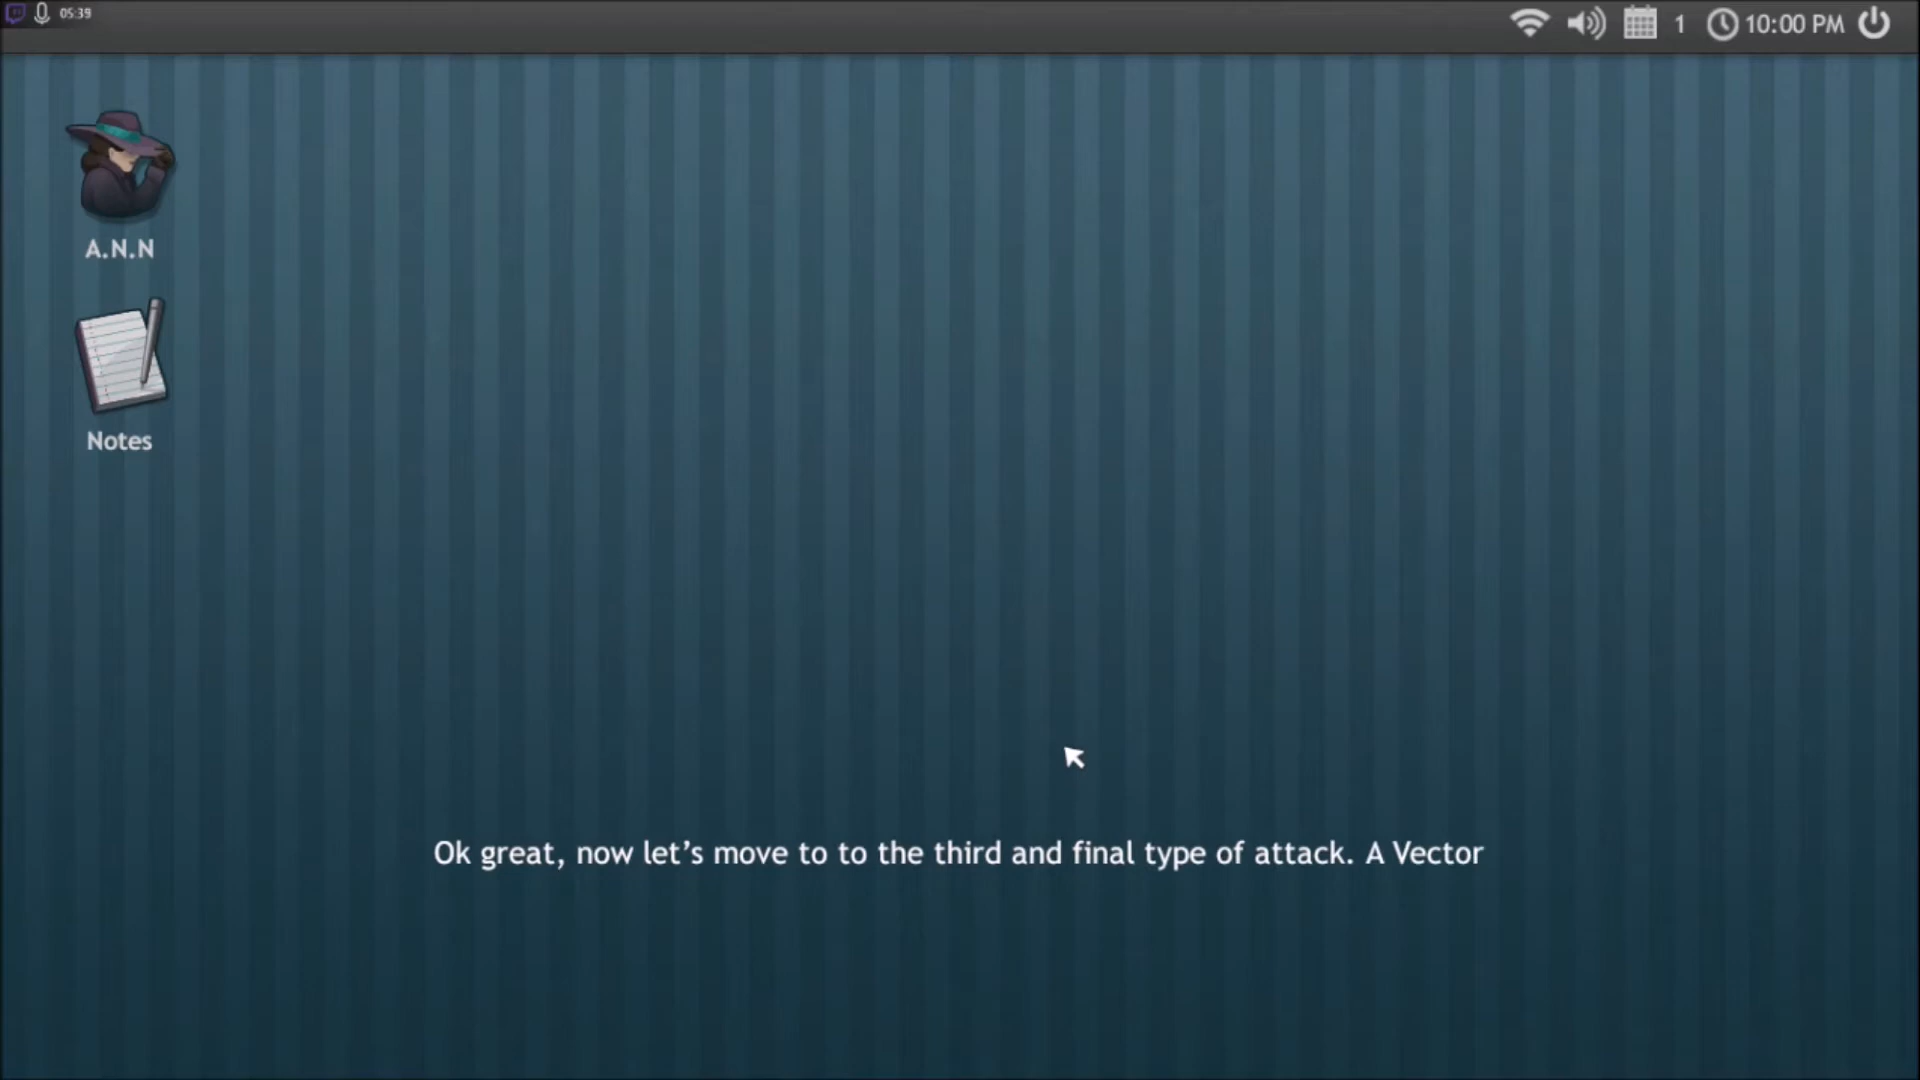 05:39
1
10:00 PM
A.N.N
Notes
Ok great, now let's move to to the third and final type of attack. A Vector